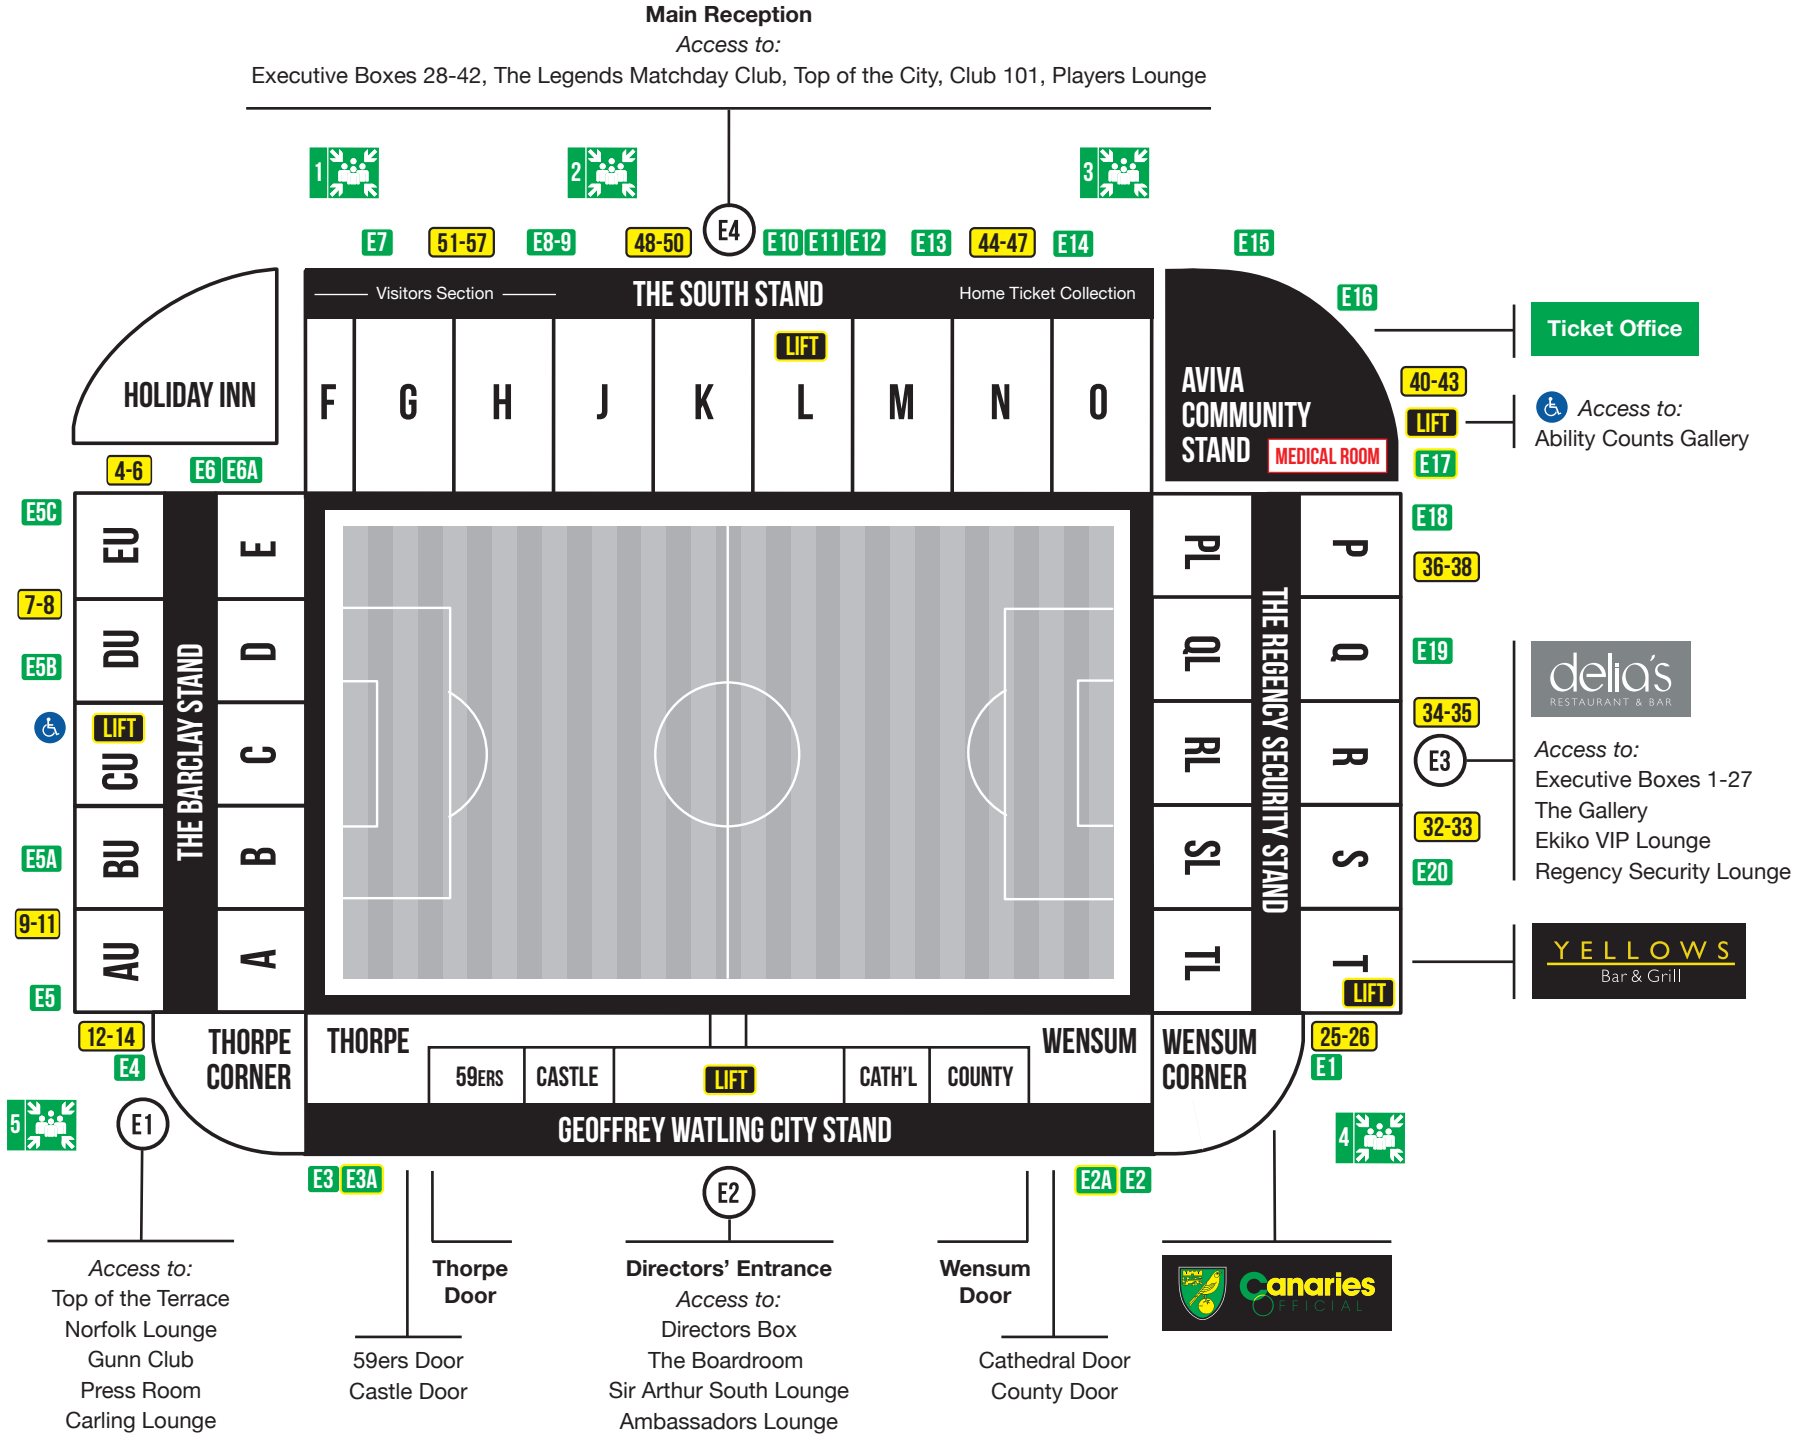 Main Reception
Access to:
Executive Boxes 28-42, The Legends Matchday Club, Top of the City, Club 101, Players Lounge
1
2
3
E4
E7
51-57
E8-9
48-50
E10 E11 E12
E13
44-47
E14
E15
E16
Visitors Section
THE SOUTH STAND
Home Ticket Collection
Ticket Office
HOLIDAY INN
F
G
H
J
K
LIFT
L
M
N
O
AVIVA
COMMUNITY
STAND
MEDICAL ROOM
40-43
LIFT
E17
Access to:
Ability Counts Gallery
4-6
E6 E6A
E5C
EU
E
7-8
DU
D
E5B
LIFT
CU
C
THE BARCLAY STAND
E5A
BU
B
9-11
AU
A
E5
PL
P
E18
36-38
QL
Q
E19
THE REGENCY SECURITY STAND
34-35
RL
R
E3
32-33
SL
S
E20
TL
T
LIFT
delia's
RESTAURANT & BAR
Access to:
Executive Boxes 1-27
The Gallery
Ekiko VIP Lounge
Regency Security Lounge
YELLOWS
Bar & Grill
12-14
E4
THORPE
CORNER
THORPE
59ERS
CASTLE
LIFT
CATH'L
COUNTY
WENSUM
WENSUM
CORNER
25-26
E1
5
E1
GEOFFREY WATLING CITY STAND
4
E3 E3A
E2
E2A E2
Access to:
Top of the Terrace
Norfolk Lounge
Gunn Club
Press Room
Carling Lounge
Thorpe
Door
59ers Door
Castle Door
Directors’ Entrance
Access to:
Directors Box
The Boardroom
Sir Arthur South Lounge
Ambassadors Lounge
Wensum
Door
Cathedral Door
County Door
Canaries
OFFICIAL